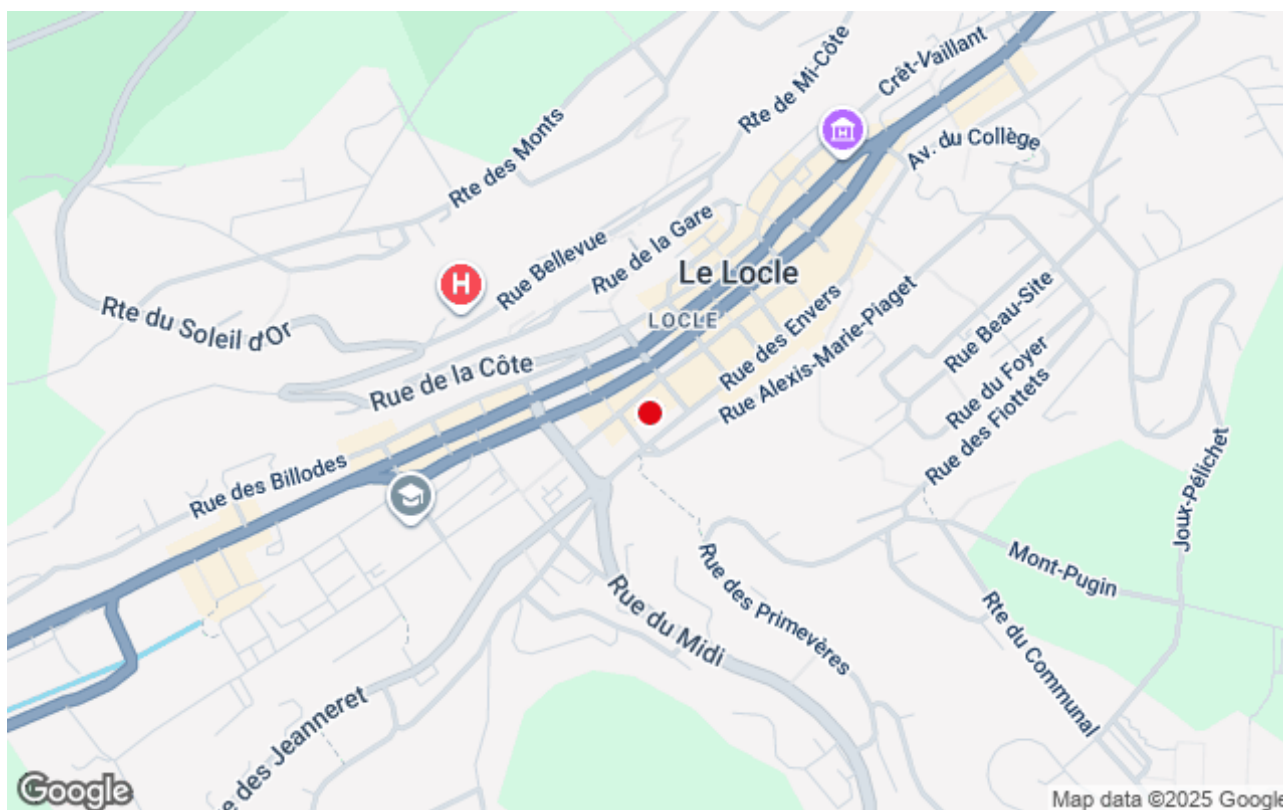 Crêt-Vaillant
Rte de Mi-Côte
H
Av. du Collège
Rte des Monts
Rue de la Gare
Rue Bellevue
H
Le Locle
LOCLE
Rte du Soleil d'Or
Rue des Envers
Rue Alexis-Marie-Piaget
Rue Beau-Site
Rue du Foyer
Rue des Fiottets
Rue de la Côte
Rue des Billodes
Joux-Pélichet
Mont-Pugin
Rue des Primevères
Rue du Midi
Rte du Communal
e des Jeanneret
Google
Map data ©2025 Google